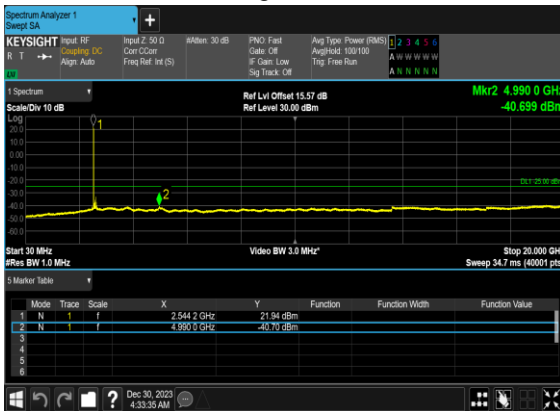 Spectrum Analyzer 1
Swept SA
KEYSIGHT Input: RF Input Z: 50 Ω #Atten: 30 dB PNO: Fast Avg Type: Power (RMS) 1 2 3 4 5 6
R T Coupling: DC Corr CCorr Gate: Off Avg|Hold: 100/100 A W W W W W
Align: Auto Freq Ref: Int (S) IF Gain: Low Trig: Free Run
Sig Track: Off A N N N N N
1 Spectrum Ref Lvl Offset 15.57 dB Mkr2 4.990 0 GHz
Scale/Div 10 dB Ref Level 30.00 dBm -40.699 dBm
Log
20.0
10.0
0.00
-10.0
-20.0
-30.0
-40.0
-50.0
-60.0
1
2
Start 30 MHz Video BW 3.0 MHz* Stop 20.000 GH
#Res BW 1.0 MHz Sweep 34.7 ms (40001 pts
5 Marker Table
Mode Trace Scale X Y Function Function Width Function Value
1 N 1 f 2.544 2 GHz 21.94 dBm
2 N 1 f 4.990 0 GHz -40.70 dBm
3
4
5
6
? Dec 30, 2023
4:33:35 AM